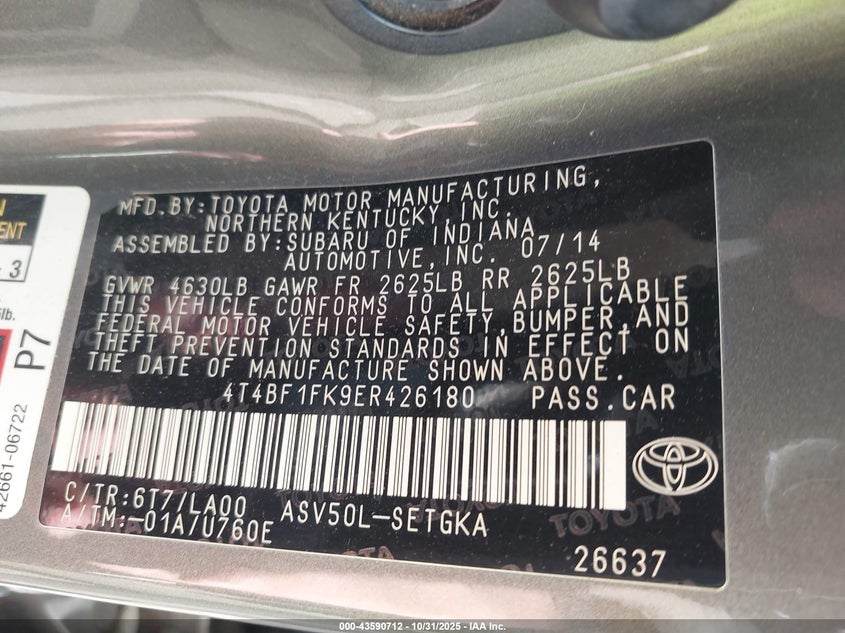 MFD.BY:TOYOTA MOTOR MANUFACTURING,
NORTHERN KENTUCKY,INC.
ASSEMBLED BY:SUBARU OF INDIANA
AUTOMOTIVE,INC. 07/14
GVWR 4630LB GAWR FR 2625LB RR 2625LB
THIS VEHICLE CONFORMS TO ALL APPLICABLE
FEDERAL MOTOR VEHICLE SAFETY,BUMPER,AND
THEFT PREVENTION STANDARDS IN EFFECT ON
THE DATE OF MANUFACTURE SHOWN ABOVE.
4T4BF1FK9ER426180 PASS.CAR
C/TR:6T7/LA00 ASV50L-SETGKA
A/TM:-01A/U760E
26637
3
lb.
P7
42661-06722
000-43590712 - 10/31/2025 - IAA Inc.